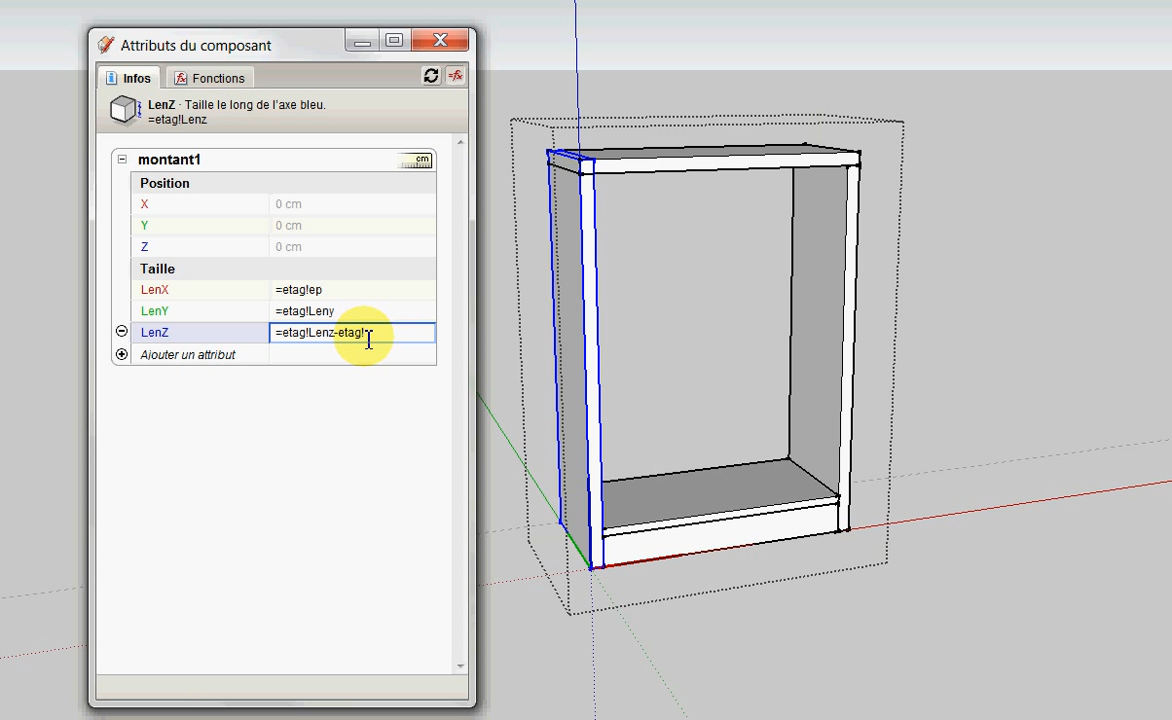 Attributs du composant
Infos
Fonctions
LenZ · Taille le long de l'axe bleu.
=etag!Lenz
montant1
cm
Position
X 0 cm
Y 0 cm
Z 0 cm
Taille
LenX =etag!ep
LenY =etag!Leny
LenZ =etag!Lenz-etag!
Ajouter un attribut